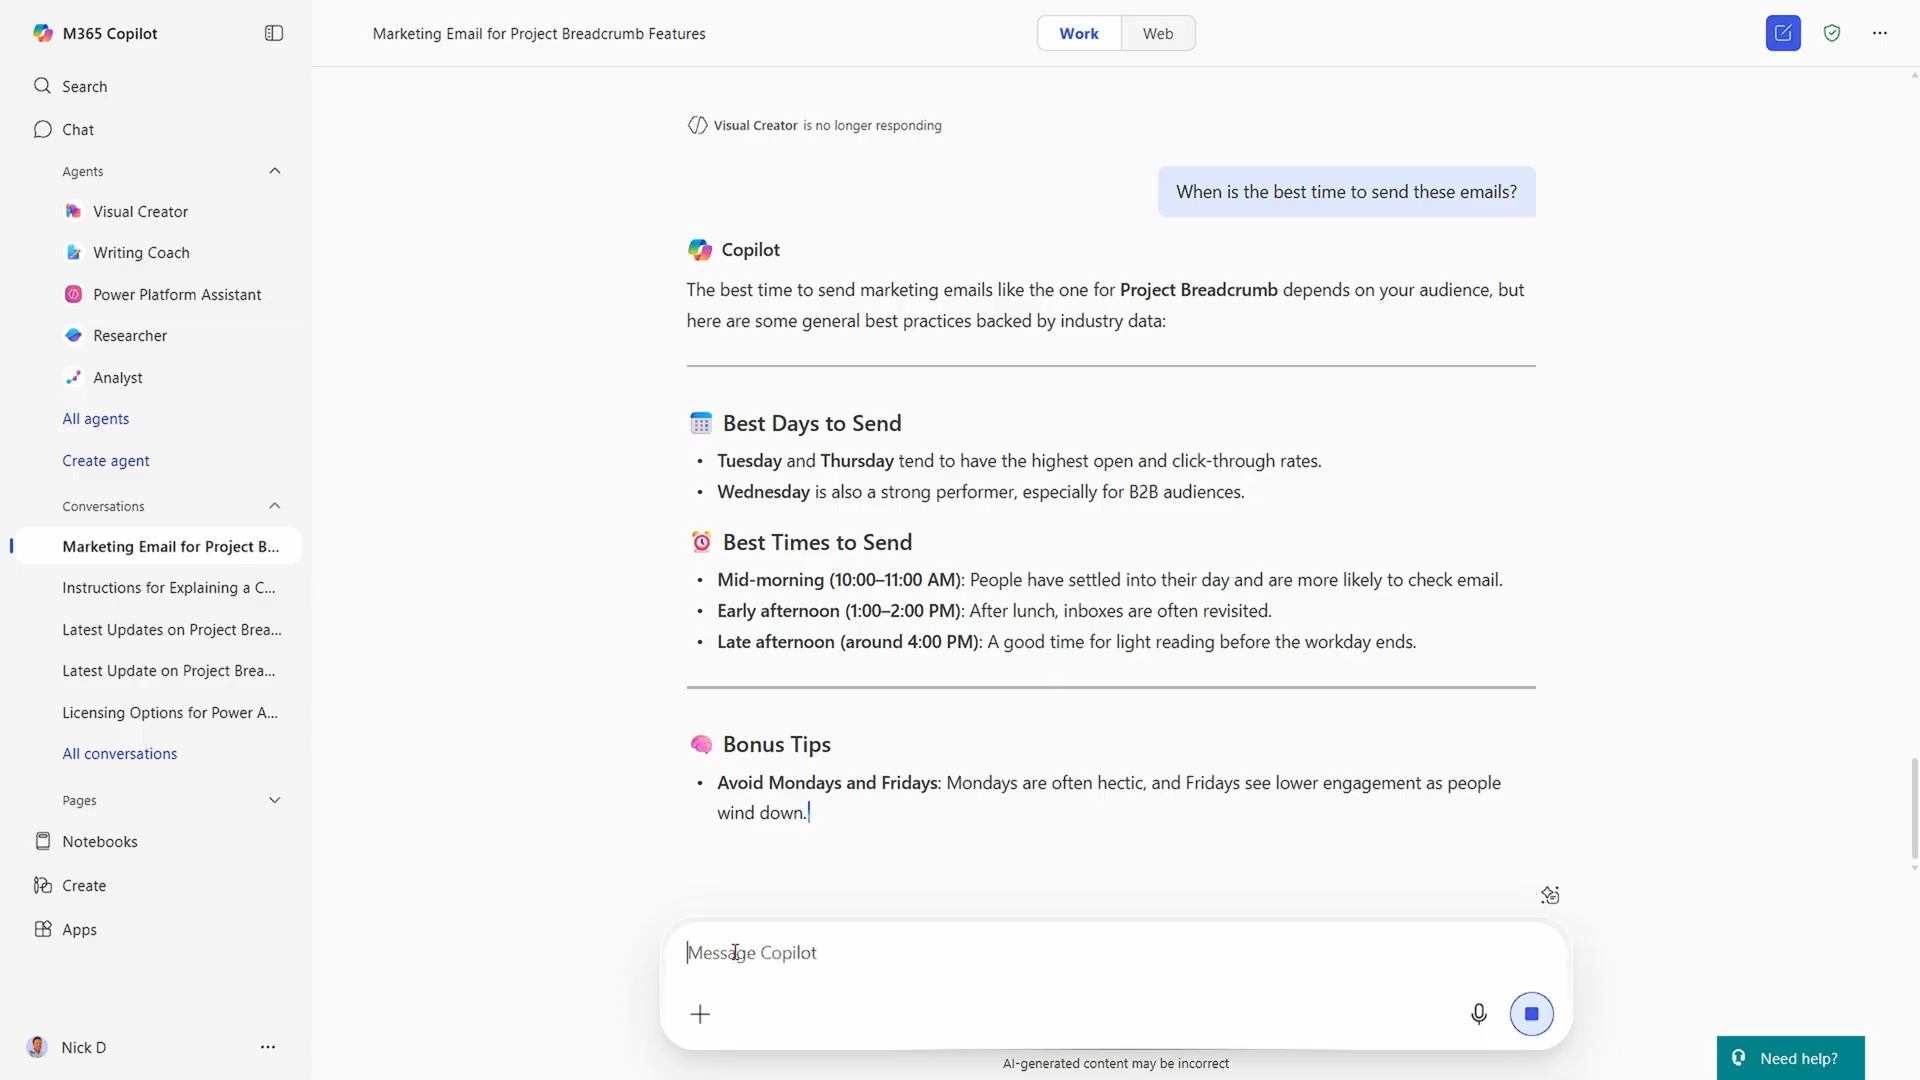 M365 Copilot
Search
Chat
Agents
Visual Creator
Writing Coach
Power Platform Assistant
Researcher
Analyst
All agents
Create agent
Conversations
Marketing Email for Project B...
Instructions for Explaining a C...
Latest Updates on Project Brea...
Latest Update on Project Brea...
Licensing Options for Power A...
All conversations
Pages
Notebooks
Create
Apps
Nick D
Marketing Email for Project Breadcrumb Features
Work Web
Visual Creator is no longer responding
When is the best time to send these emails?
Copilot
The best time to send marketing emails like the one for Project Breadcrumb depends on your audience, but
here are some general best practices backed by industry data:
Best Days to Send
• Tuesday and Thursday tend to have the highest open and click-through rates.
• Wednesday is also a strong performer, especially for B2B audiences.
Best Times to Send
• Mid-morning (10:00–11:00 AM): People have settled into their day and are more likely to check email.
• Early afternoon (1:00–2:00 PM): After lunch, inboxes are often revisited.
• Late afternoon (around 4:00 PM): A good time for light reading before the workday ends.
Bonus Tips
• Avoid Mondays and Fridays: Mondays are often hectic, and Fridays see lower engagement as people
wind down.
Message Copilot
AI-generated content may be incorrect
Need help?